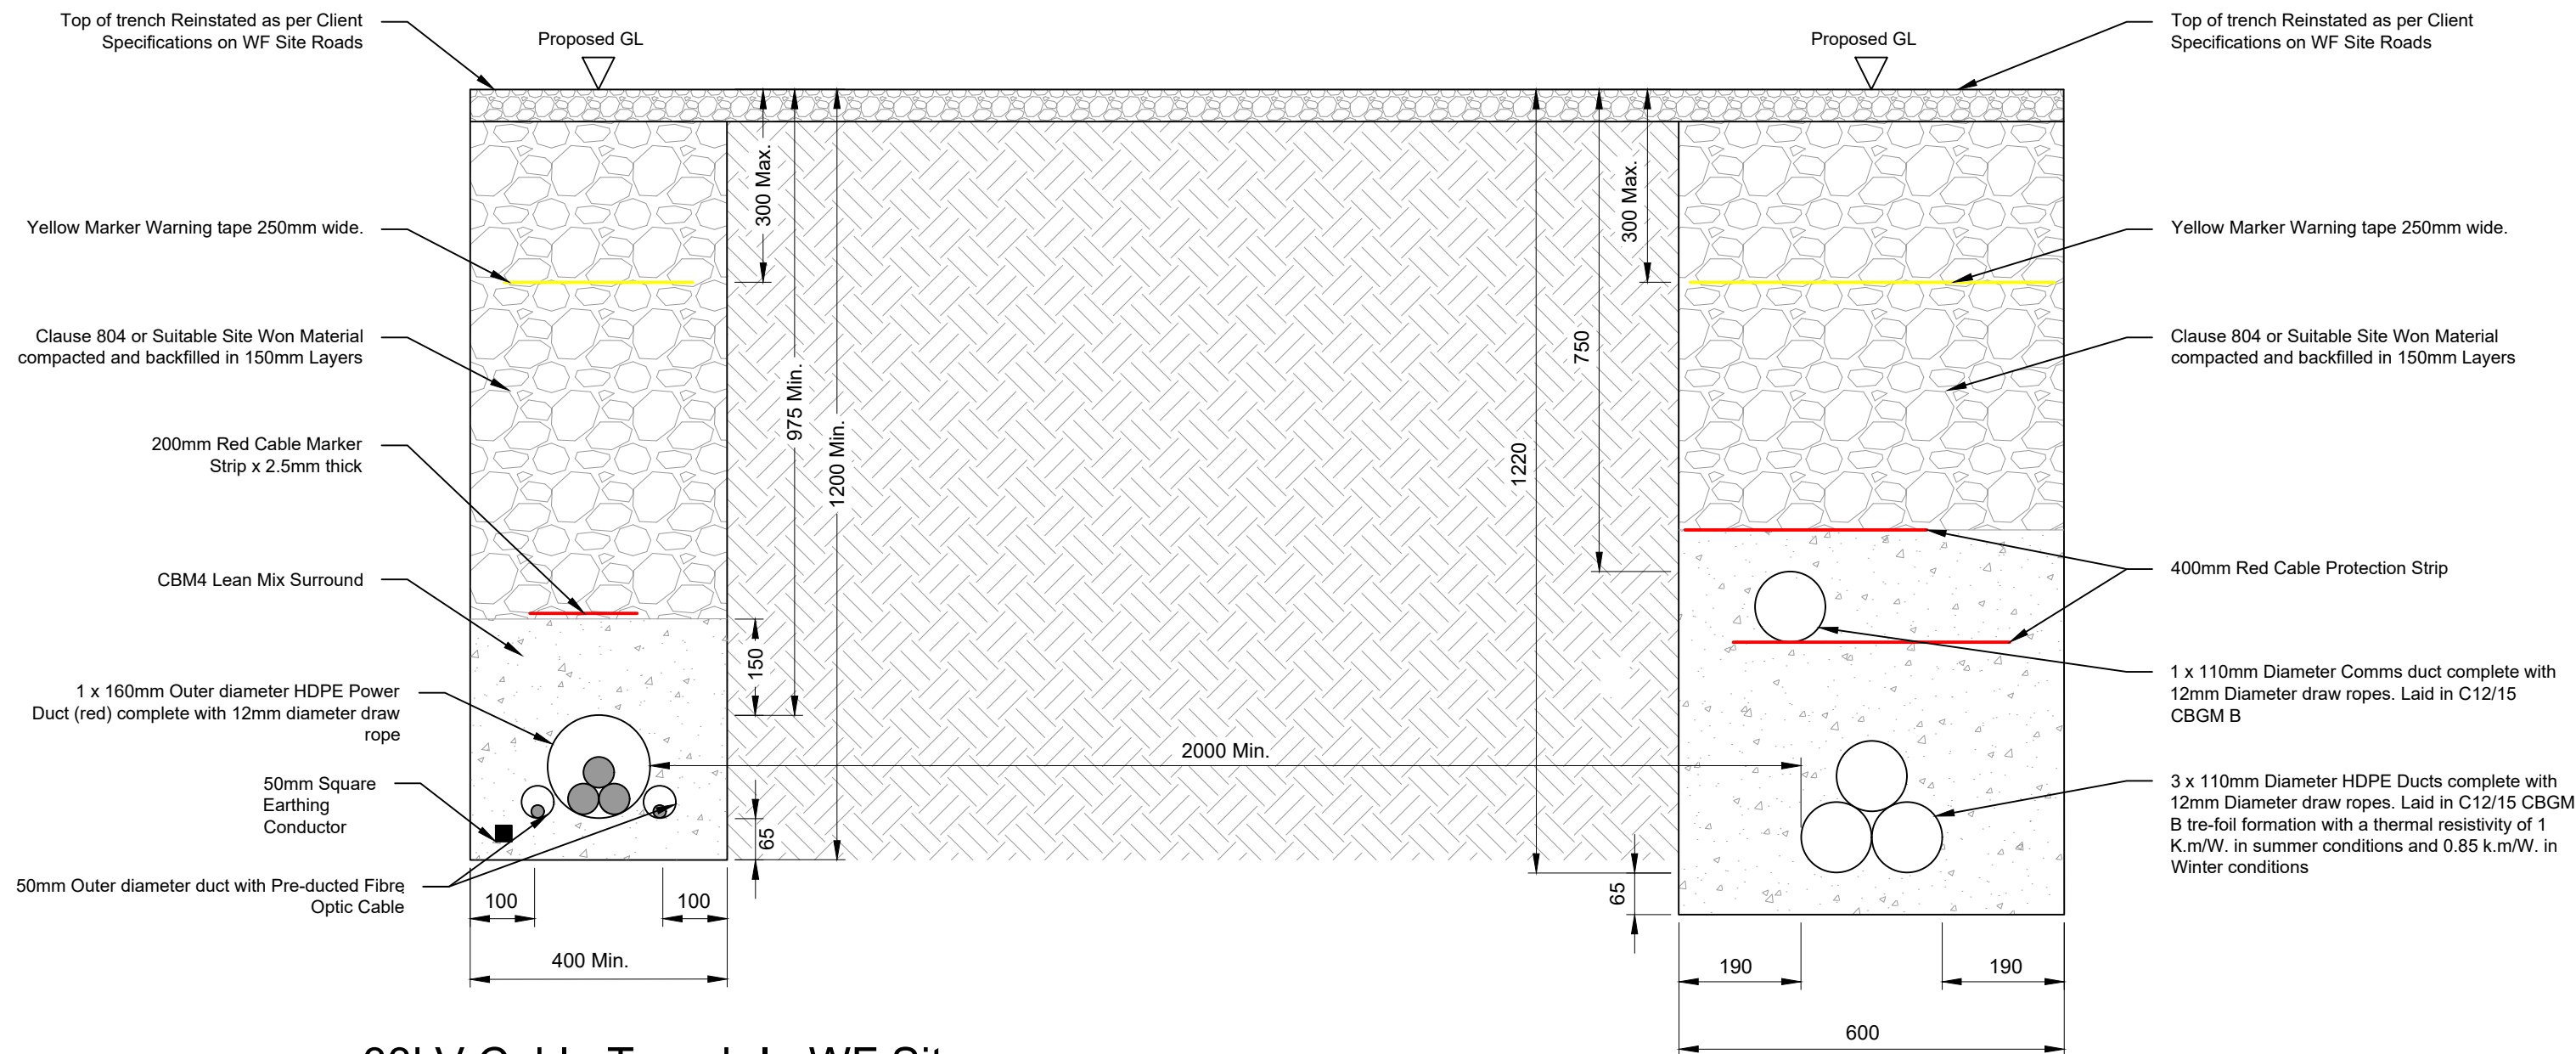 Top of trench Reinstated as per Client
Specifications on WF Site Roads
Proposed GL
Proposed GL
Top of trench Reinstated as per Client
Specifications on WF Site Roads
Yellow Marker Warning tape 250mm wide.
Clause 804 or Suitable Site Won Material
compacted and backfilled in 150mm Layers
200mm Red Cable Marker
Strip x 2.5mm thick
CBM4 Lean Mix Surround
1 x 160mm Outer diameter HDPE Power
Duct (red) complete with 12mm diameter draw
rope
50mm Square
Earthing
Conductor
50mm Outer diameter duct with Pre-ducted Fibre
Optic Cable
300 Max.
975 Min.
1200 Min.
150
65
100
100
400 Min.
2000 Min.
300 Max.
750
1220
65
190
190
600
Yellow Marker Warning tape 250mm wide.
Clause 804 or Suitable Site Won Material
compacted and backfilled in 150mm Layers
400mm Red Cable Protection Strip
1 x 110mm Diameter Comms duct complete with
12mm Diameter draw ropes. Laid in C12/15
CBGM B
3 x 110mm Diameter HDPE Ducts complete with
12mm Diameter draw ropes. Laid in C12/15 CBGM
B tre-foil formation with a thermal resistivity of 1
K.m/W. in summer conditions and 0.85 k.m/W. in
Winter conditions
Cable Trench In WF Sit